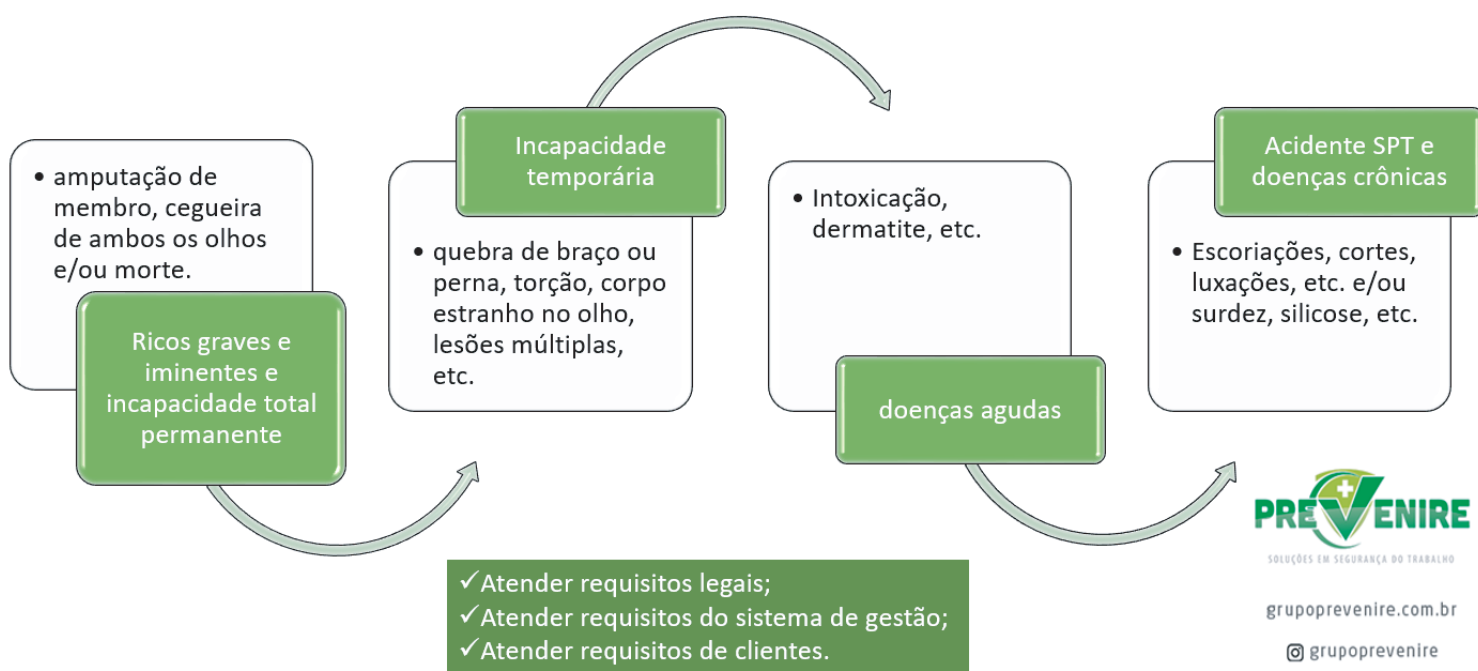 • amputação de
membro, cegueira
de ambos os olhos
e/ou morte.
Ricos graves e
iminentes e
incapacidade total
permanente
Incapacidade
temporária
• quebra de braço ou
perna, torção, corpo
estranho no olho,
lesões múltiplas,
etc.
• Intoxicação,
dermatite, etc.
doenças agudas
Acidente SPT e
doenças crônicas
• Escoriações, cortes,
luxações, etc. e/ou
surdez, silicose, etc.
✓Atender requisitos legais;
✓Atender requisitos do sistema de gestão;
✓Atender requisitos de clientes.
PREVENIRE
SOLUÇÕES EM SEGURANÇA DO TRABALHO
grupoprevenire.com.br
grupoprevenire